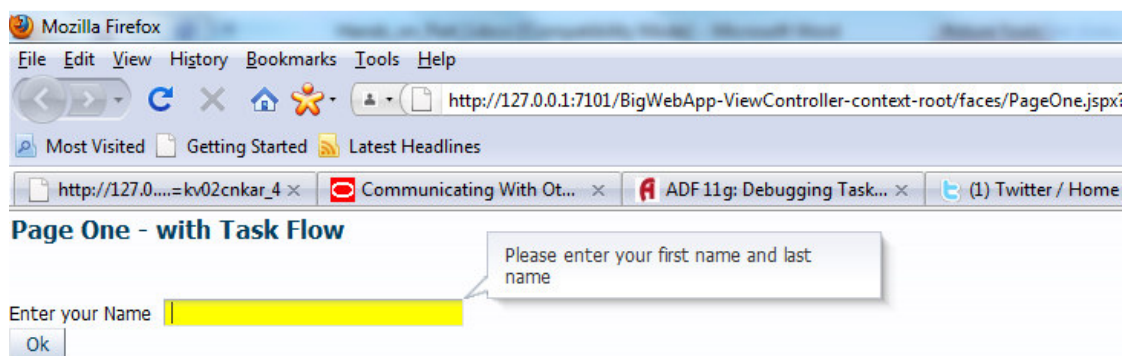 Mozilla Firefox
File Edit View History Bookmarks Tools Help
http://127.0.0.1:7101/BigWebApp-ViewController-context-root/faces/PageOne.jspx?
Most Visited Getting Started Latest Headlines
http://127.0....=kv02cnkar_4 Communicating With Ot... ADF 11g: Debugging Task... (1) Twitter / Home
Page One - with Task Flow
Please enter your first name and last
name
Enter your Name
Ok